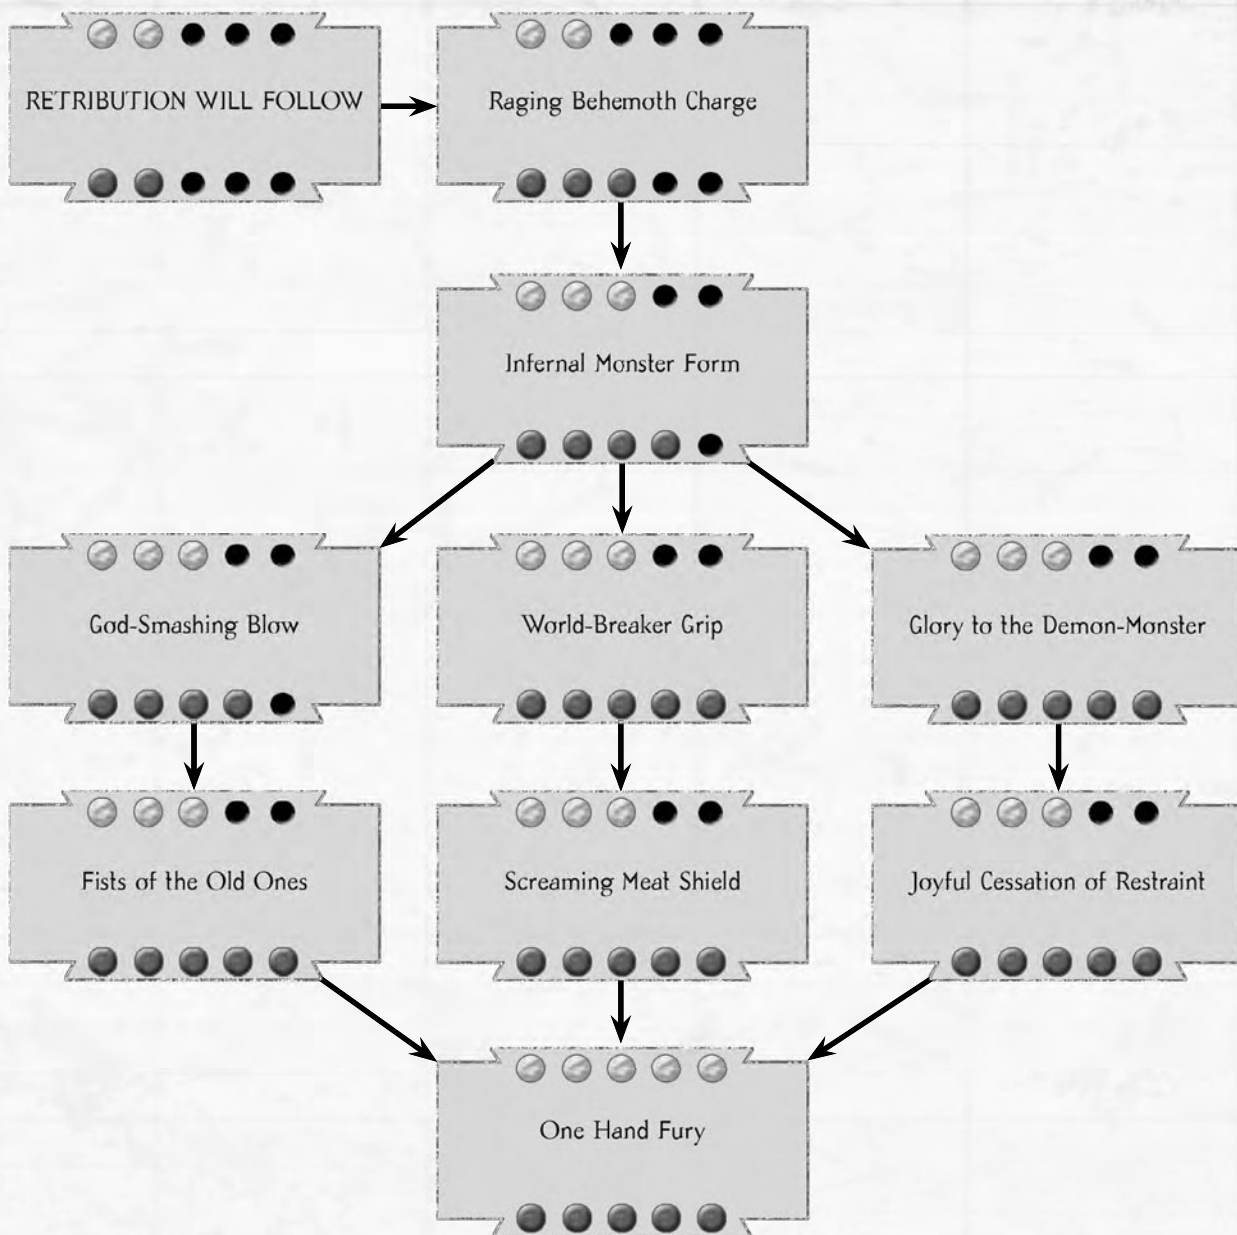 RETRIBUTION WILL FOLLOW
Raging Behemoth Charge
Infernal Monster Form
God-Smashing Blow
World-Breaker Grip
Glory to the Demon-Monster
Fists of the Old Ones
Screaming Meat Shield
Joyful Cessation of Restraint
One Hand Fury